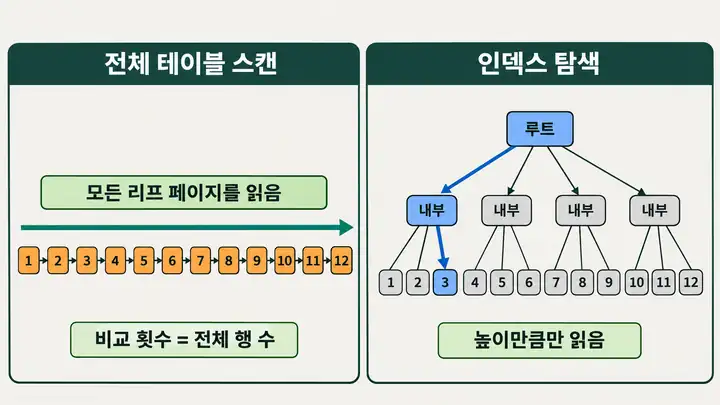 전체 테이블 스캔
모든 리프 페이지를 읽음
1 2 3 4 5 6 7 8 9 10 11 12
비교 횟수 = 전체 행 수
인덱스 탐색
루트
내부 내부 내부 내부
1 2 3 4 5 6 7 8 9 10 11 12
높이만큼만 읽음